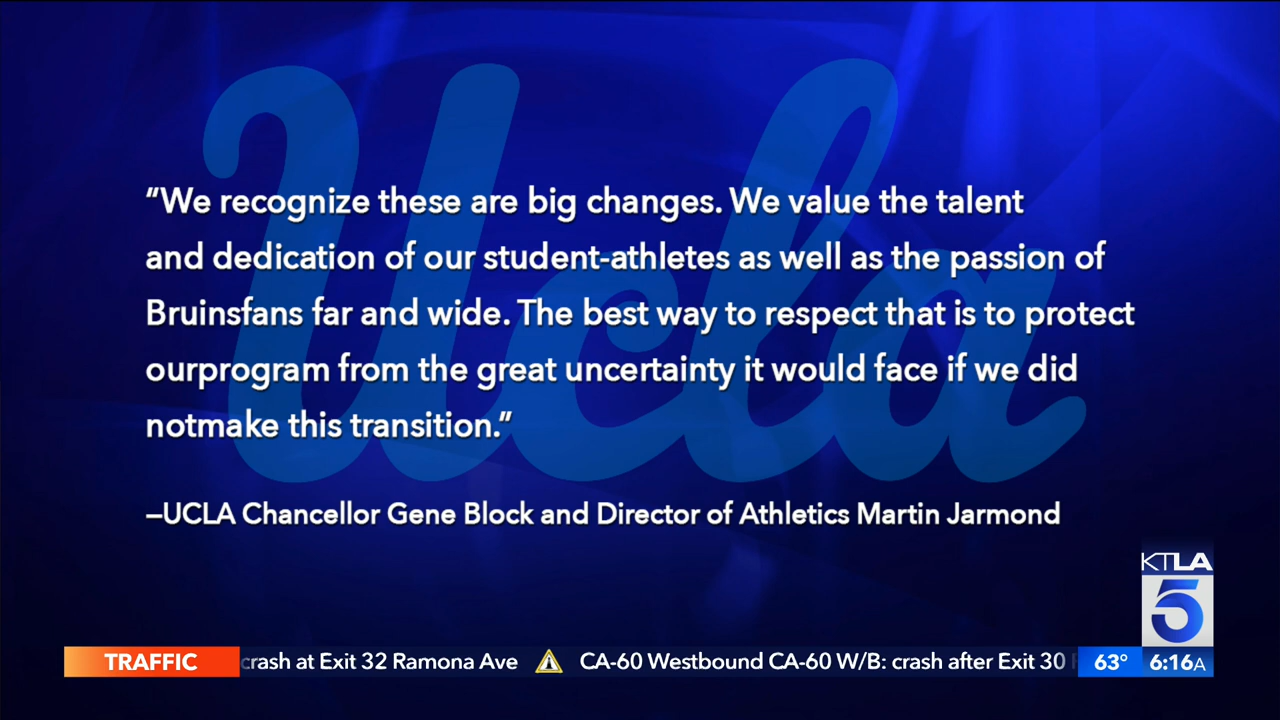 Ucla
“We recognize these are big changes. We value the talent
and dedication of our student-athletes as well as the passion of
Bruinsfans far and wide. The best way to respect that is to protect
ourprogram from the great uncertainty it would face if we did
notmake this transition.”
–UCLA Chancellor Gene Block and Director of Athletics Martin Jarmond
KTLA
5
TRAFFIC crash at Exit 32 Ramona Ave CA-60 Westbound CA-60 W/B: crash after Exit 30 63° 6:16A